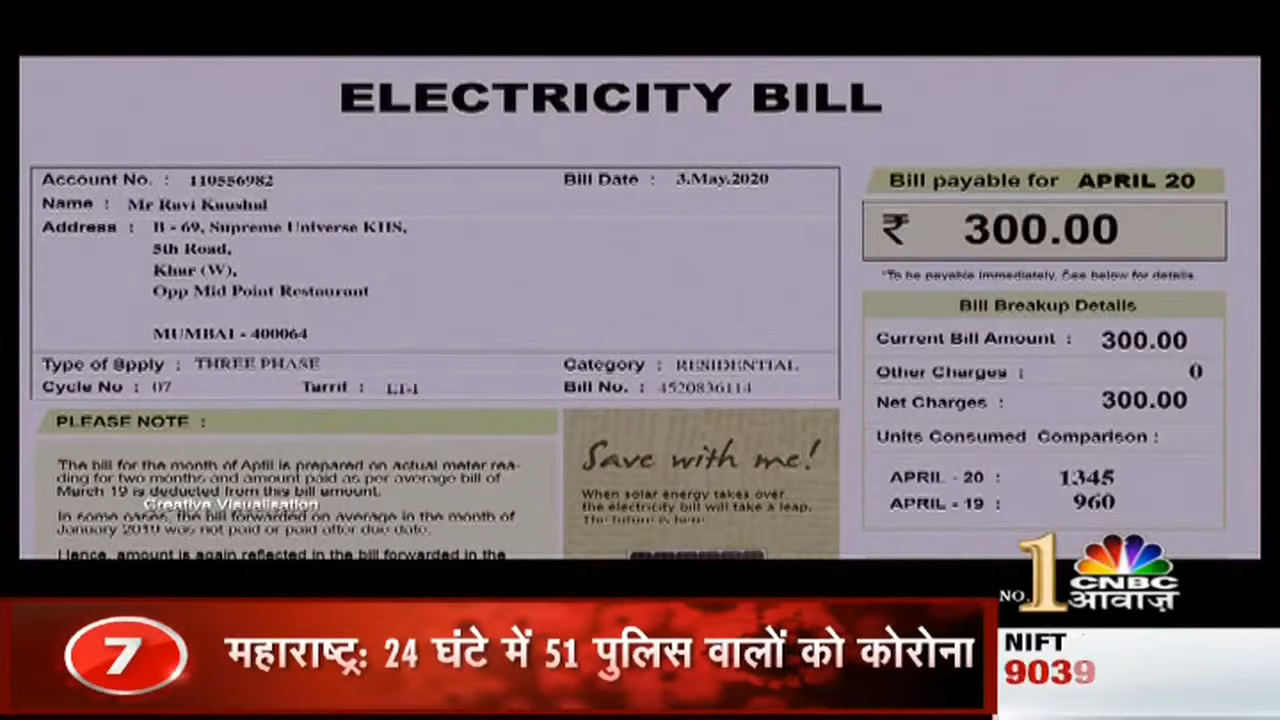 ELECTRICITY BILL
Account No. : 110556982
Bill Date : 3.May.2020
Name : Mr Ravi Kaushal
Address : B - 69, Supreme Universe KHS,
5th Road,
Khar (W),
Opp Mid Point Restaurant
MUMBAI - 400064
Type of Spply : THREE PHASE
Category : RESIDENTIAL
Cycle No : 07
Tarrif : LT-1
Bill No. : 4520836114
Bill payable for APRIL 20
₹ 300.00
*To be payable immediately. See below for details.
Bill Breakup Details
Current Bill Amount : 300.00
Other Charges : 0
Net Charges : 300.00
Units Consumed Comparison :
APRIL - 20 : 1345
APRIL - 19 : 960
PLEASE NOTE :
The bill for the month of April is prepared on actual meter rea-
ding for two months and amount paid as per average bill of
March 19 is deducted from this bill amount.
Creative Visualisation
In some cases, the bill forwarded on average in the month of
January 2019 was not paid or paid after due date.
Hence, amount is again reflected in the bill forwarded in the
Save with me!
When solar energy takes over,
the electricity bill will take a leap.
The future is here
NO.1 CNBC
आवाज़
7 महाराष्ट्र: 24 घंटे में 51 पुलिस वालों को कोरोना
NIFT
9039